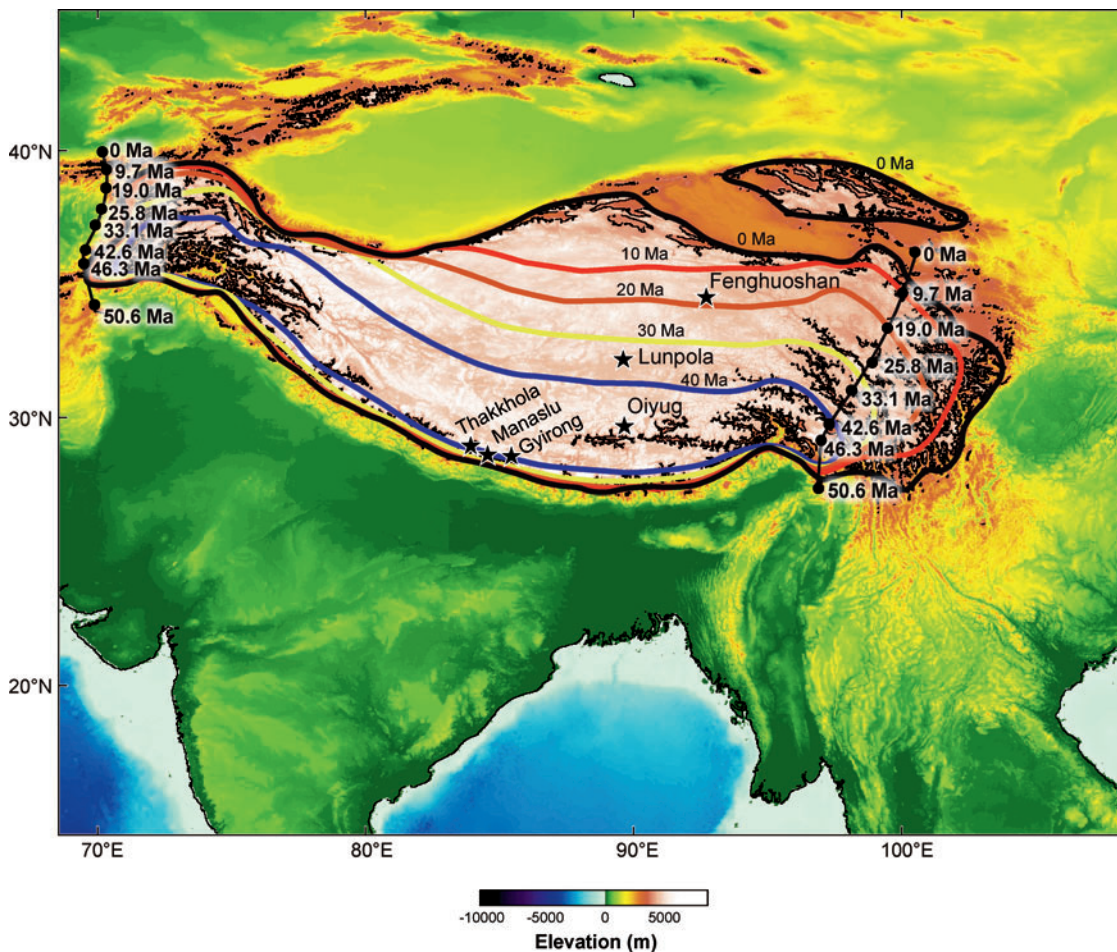 40°N
30°N
20°N
0 Ma
9.7 Ma
19.0 Ma
25.8 Ma
33.1 Ma
42.6 Ma
46.3 Ma
50.6 Ma
0 Ma
0 Ma
10 Ma
20 Ma
30 Ma
40 Ma
Fenghuoshan
Lunpola
Oiyug
Thakkhola
Manaslu
Gyirong
0 Ma
9.7 Ma
19.0 Ma
25.8 Ma
33.1 Ma
42.6 Ma
46.3 Ma
50.6 Ma
70°E
80°E
90°E
100°E
-10000 -5000 0 5000
Elevation (m)